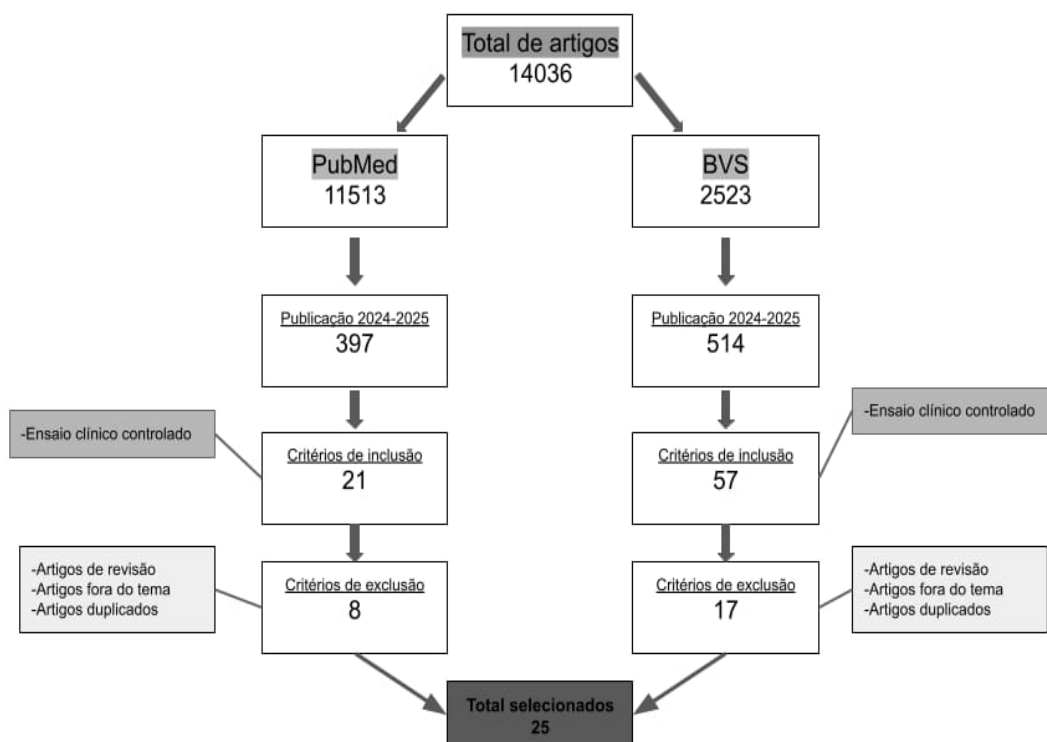 Total de artigos
14036
PubMed
11513
BVS
2523
Publicação 2024-2025
397
Publicação 2024-2025
514
-Ensaio clínico controlado
Critérios de inclusão
21
Critérios de inclusão
57
-Ensaio clínico controlado
-Artigos de revisão
-Artigos fora do tema
-Artigos duplicados
Critérios de exclusão
8
Critérios de exclusão
17
-Artigos de revisão
-Artigos fora do tema
-Artigos duplicados
Total selecionados
25